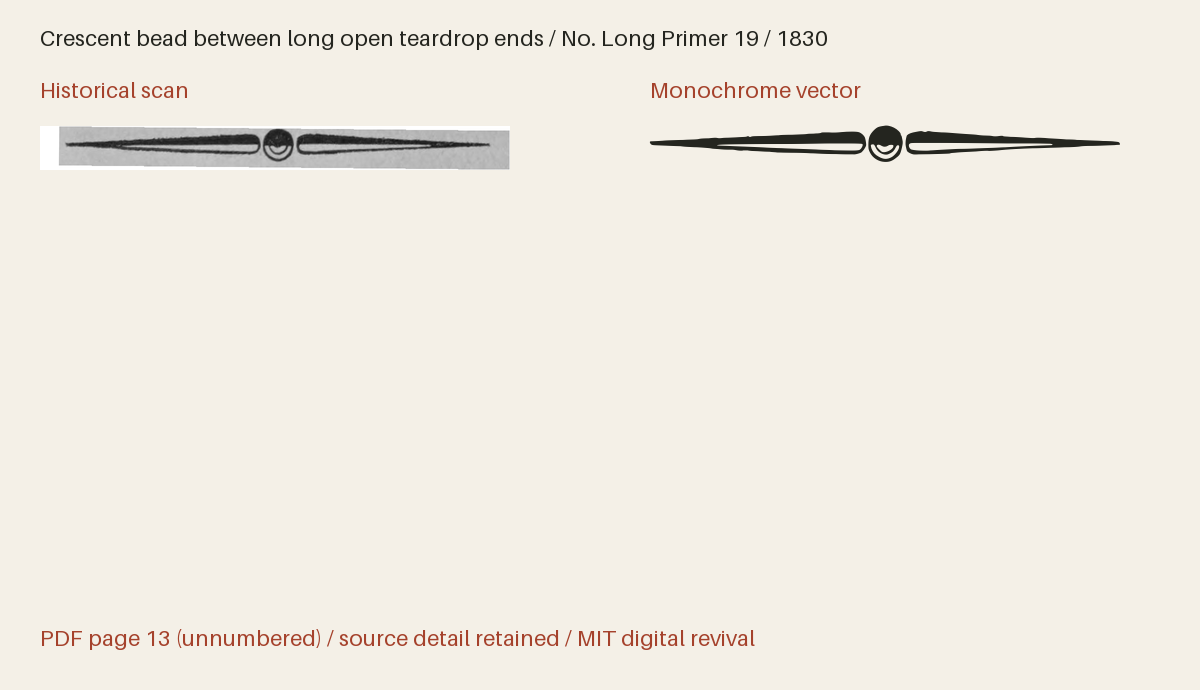 Crescent bead between long open teardrop ends / No. Long Primer 19 / 1830
Historical scan
Monochrome vector
PDF page 13 (unnumbered) / source detail retained / MIT digital revival